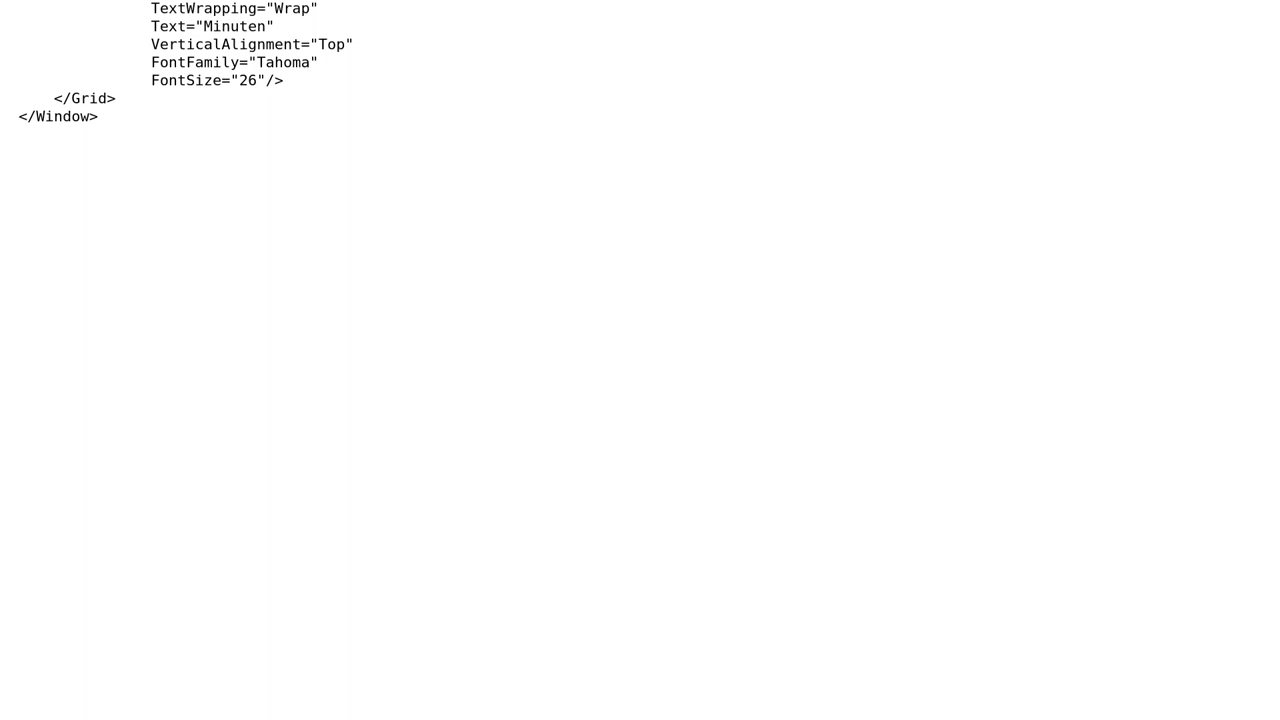 TextWrapping="Wrap"
Text="Minuten"
VerticalAlignment="Top"
FontFamily="Tahoma"
FontSize="26"/>
</Grid>
</Window>